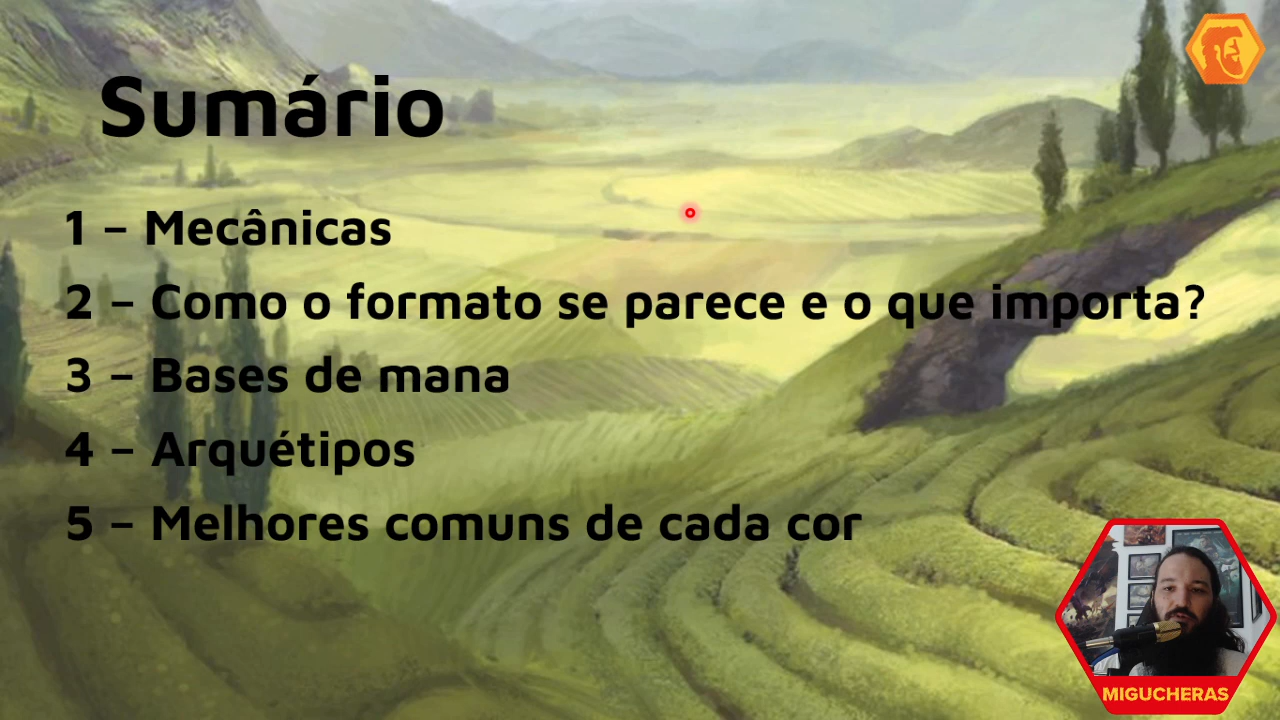 Sumário
1 – Mecânicas
2 – Como o formato se parece e o que importa?
3 – Bases de mana
4 – Arquétipos
5 – Melhores comuns de cada cor
MIGUCHERAS